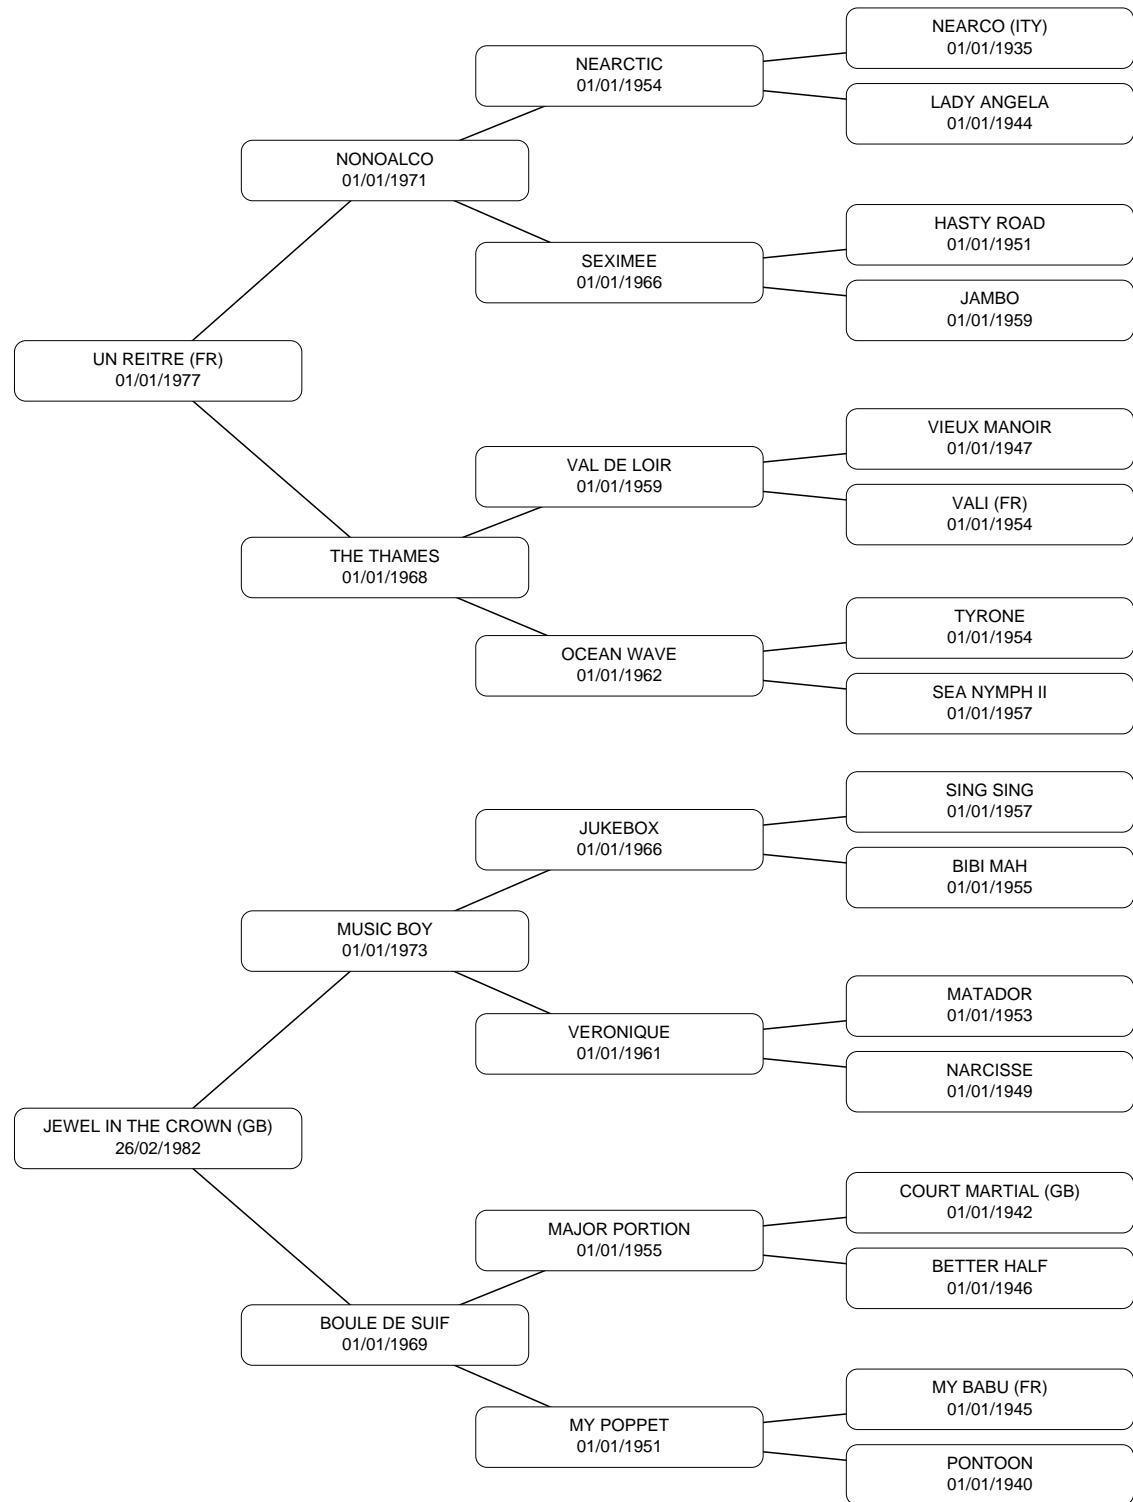 NEARCO (ITY)
01/01/1935
NEARCTIC
01/01/1954
LADY ANGELA
01/01/1944
NONOALCO
01/01/1971
HASTY ROAD
01/01/1951
SEXIMEE
01/01/1966
JAMBO
01/01/1959
UN REITRE (FR)
01/01/1977
VIEUX MANOIR
01/01/1947
VAL DE LOIR
01/01/1959
VALI (FR)
01/01/1954
THE THAMES
01/01/1968
TYRONE
01/01/1954
OCEAN WAVE
01/01/1962
SEA NYMPH II
01/01/1957
SING SING
01/01/1957
JUKEBOX
01/01/1966
BIBI MAH
01/01/1955
MUSIC BOY
01/01/1973
MATADOR
01/01/1953
VERONIQUE
01/01/1961
NARCISSE
01/01/1949
JEWEL IN THE CROWN (GB)
26/02/1982
COURT MARTIAL (GB)
01/01/1942
MAJOR PORTION
01/01/1955
BETTER HALF
01/01/1946
BOULE DE SUIF
01/01/1969
MY BABU (FR)
01/01/1945
MY POPPET
01/01/1951
PONTOON
01/01/1940